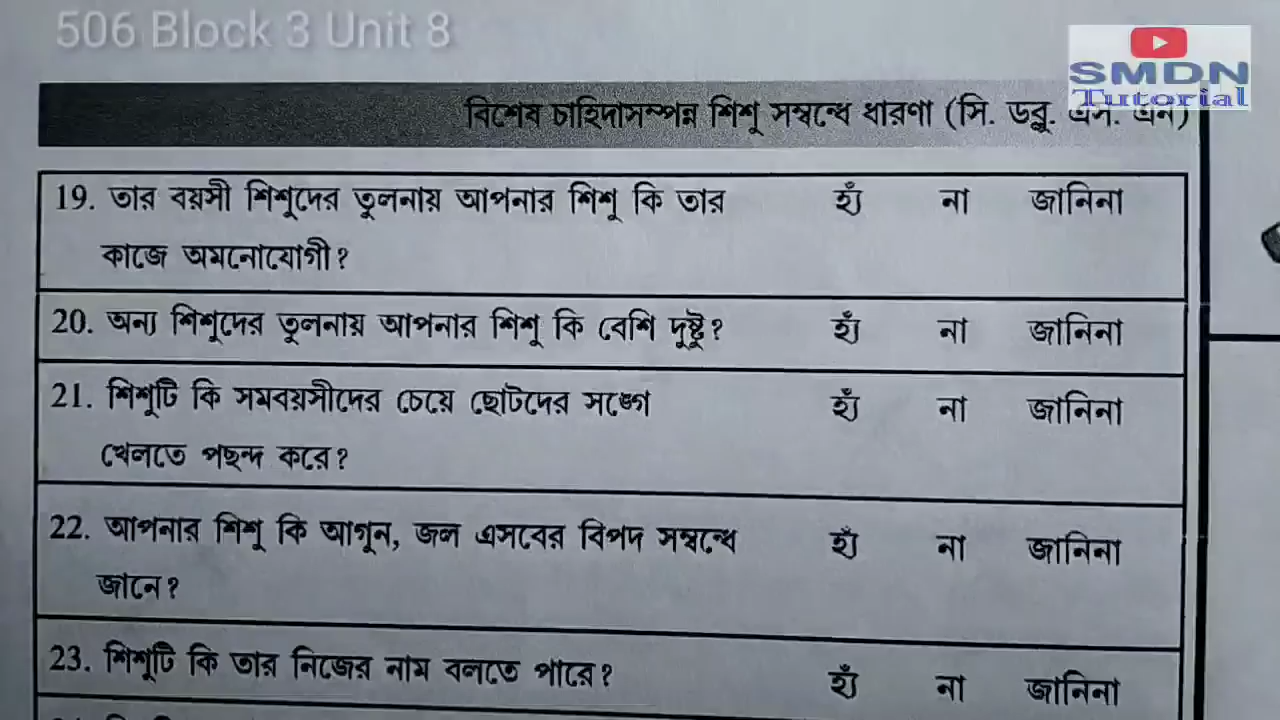 506 Block 3 Unit 8
SMDN
Tutorial
বিশেষ চাহিদাসম্পন্ন শিশু সম্বন্ধে ধারণা (সি. ডব্লু. এস. এন)
19. তার বয়সী শিশুদের তুলনায় আপনার শিশু কি তার হ্যাঁ না জানিনা
কাজে অমনোযোগী?
20. অন্য শিশুদের তুলনায় আপনার শিশু কি বেশি দুষ্টু? হ্যাঁ না জানিনা
21. শিশুটি কি সমবয়সীদের চেয়ে ছোটদের সঙ্গে হ্যাঁ না জানিনা
খেলতে পছন্দ করে?
22. আপনার শিশু কি আগুন, জল এসবের বিপদ সম্বন্ধে হ্যাঁ না জানিনা
জানে?
23. শিশুটি কি তার নিজের নাম বলতে পারে? হ্যাঁ না জানিনা